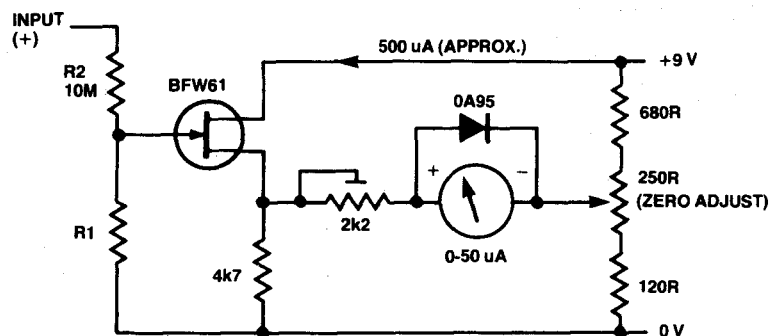 INPUT
(+)
R2
10M
BFW61
500 uA (APPROX.)
+9 V
0A95
680R
+
−
250R
(ZERO ADJUST)
R1
2k2
0-50 uA
4k7
120R
0 V